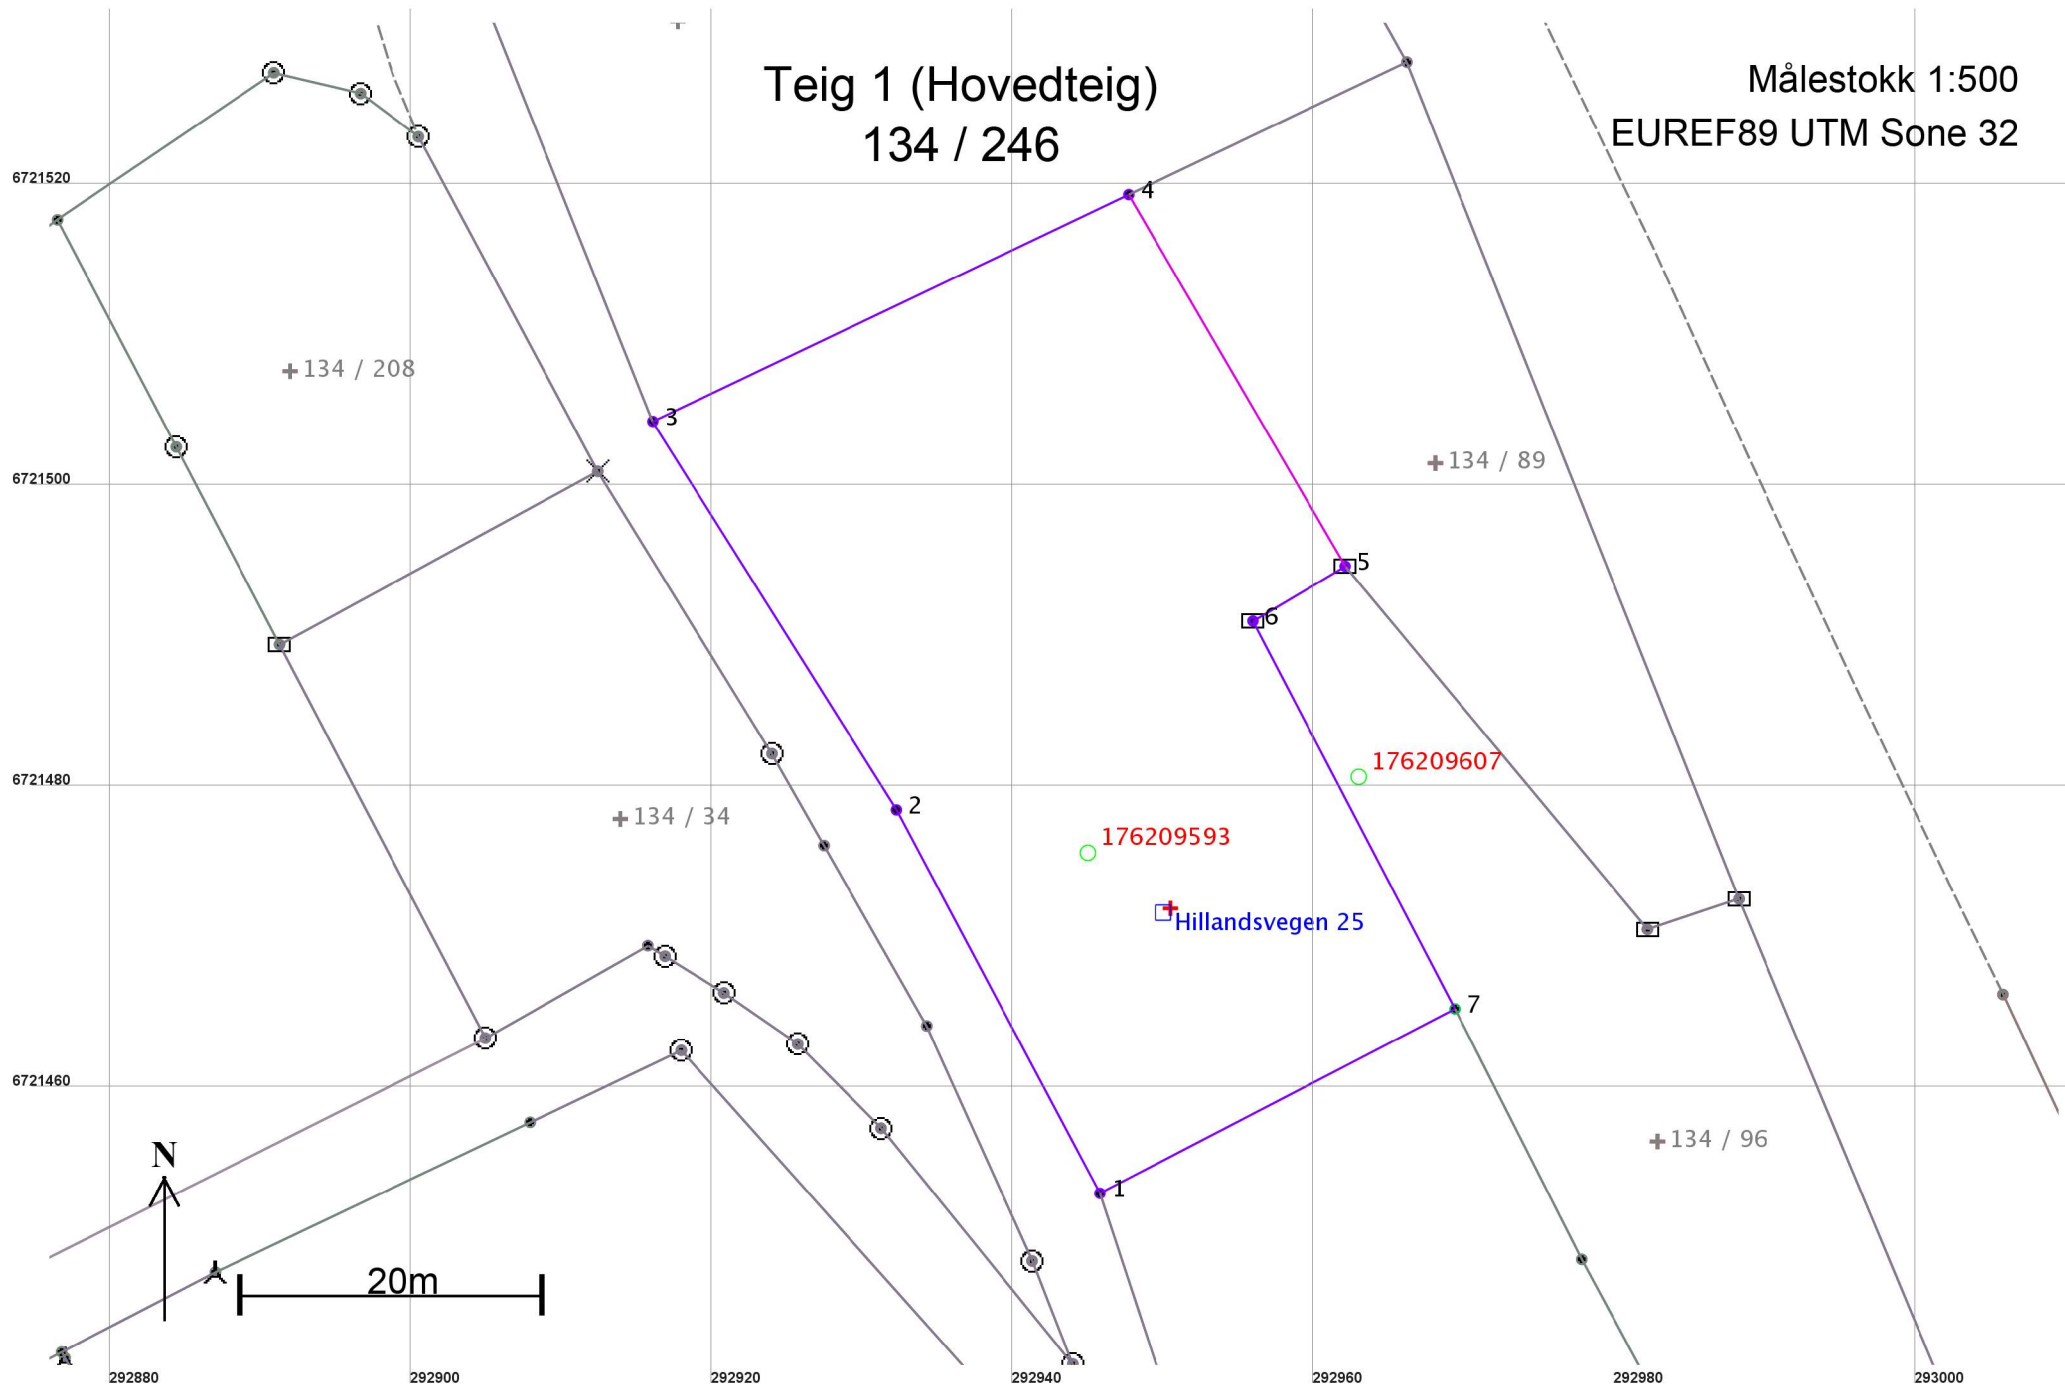 Teig 1 (Hovedteig)
134 / 246
Målestokk 1:500
EUREF89 UTM Sone 32
6721520
4
134 / 208
3
134 / 89
6721500
5
6
176209607
6721480
2
134 / 34
176209593
Hillandsvegen 25
7
6721460
134 / 96
N
1
20m
292880
292900
292920
292940
292960
292980
293000